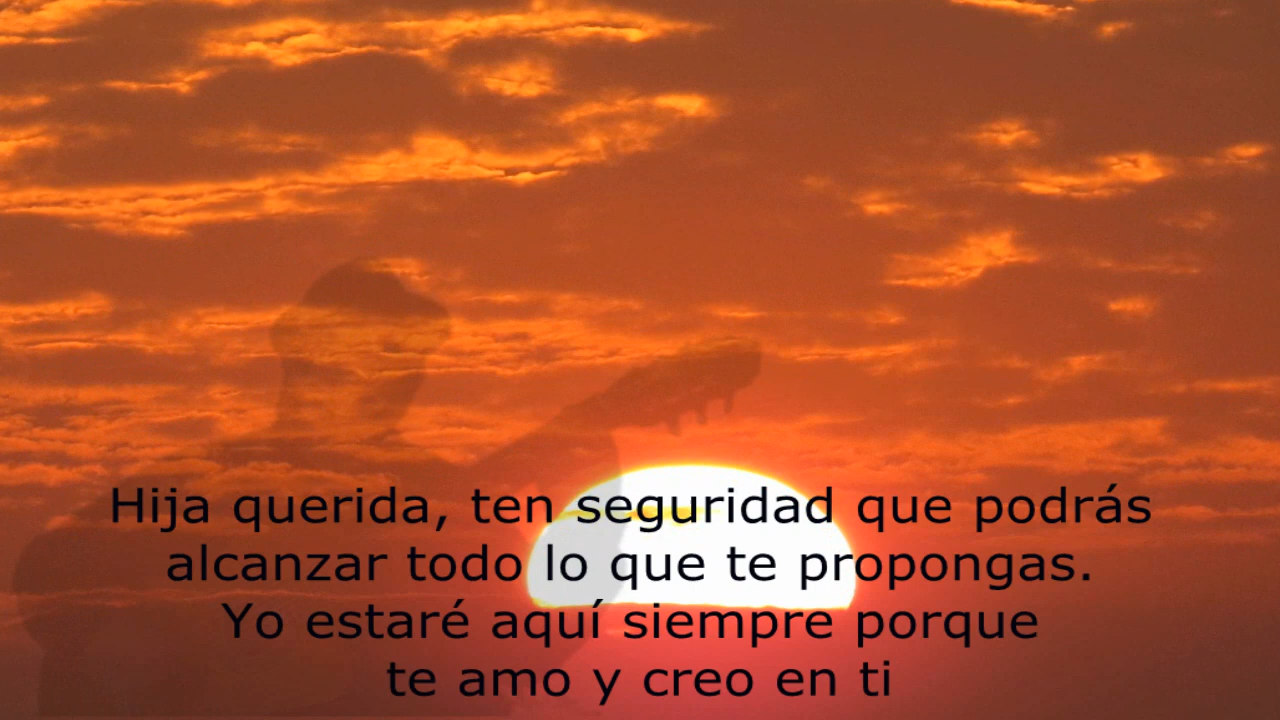 Hija querida, ten seguridad que podrás
alcanzar todo lo que te propongas.
Yo estaré aquí siempre porque
te amo y creo en ti